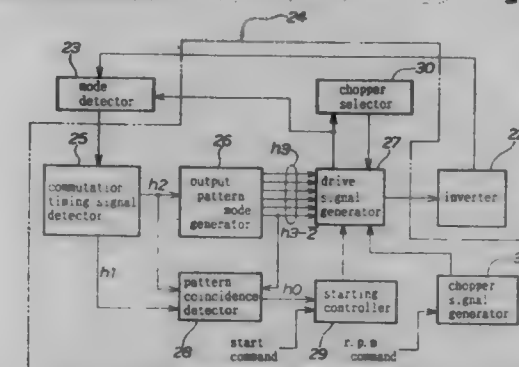 24
23
mode
detector
30
chopper
selector
25
commutation
timing signal
detector
h2
26
output
pattern
mode
generator
h9
h3-2
27
drive
signal
generator
inverter
h1
pattern
coincidence
detector
28
h0
starting
controller
29
chopper
signal
generator
start
command
r.p.m
command